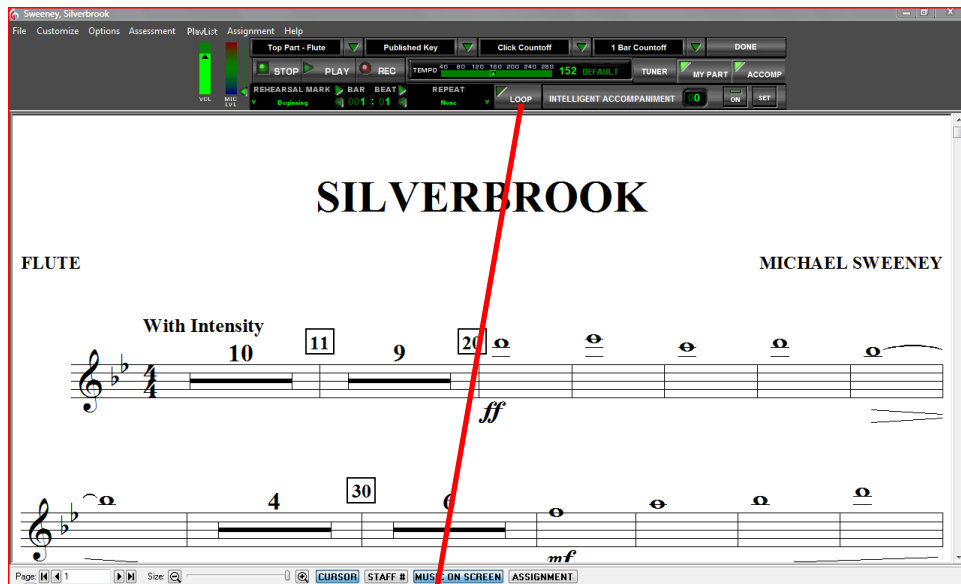 Sweeney, Silverbrook
File Customize Options Assessment PlayList Assignment Help
Top Part - Flute Published Key Click Countoff 1 Bar Countoff DONE
STOP PLAY REC TEMPO 40 80 120 160 200 240 280 152 DEFAULT TUNER MY PART ACCOMP
VOL MIC LVL
REHEARSAL MARK BAR BEAT REPEAT
Beginning 001 : 01 None LOOP INTELLIGENT ACCOMPANIMENT 00 ON SET
SILVERBROOK
FLUTE MICHAEL SWEENEY
With Intensity
10 11 9 20
4
4
ff
4 30 6
mf
Page: 1 Size: CURSOR STAFF # MUSIC ON SCREEN ASSIGNMENT